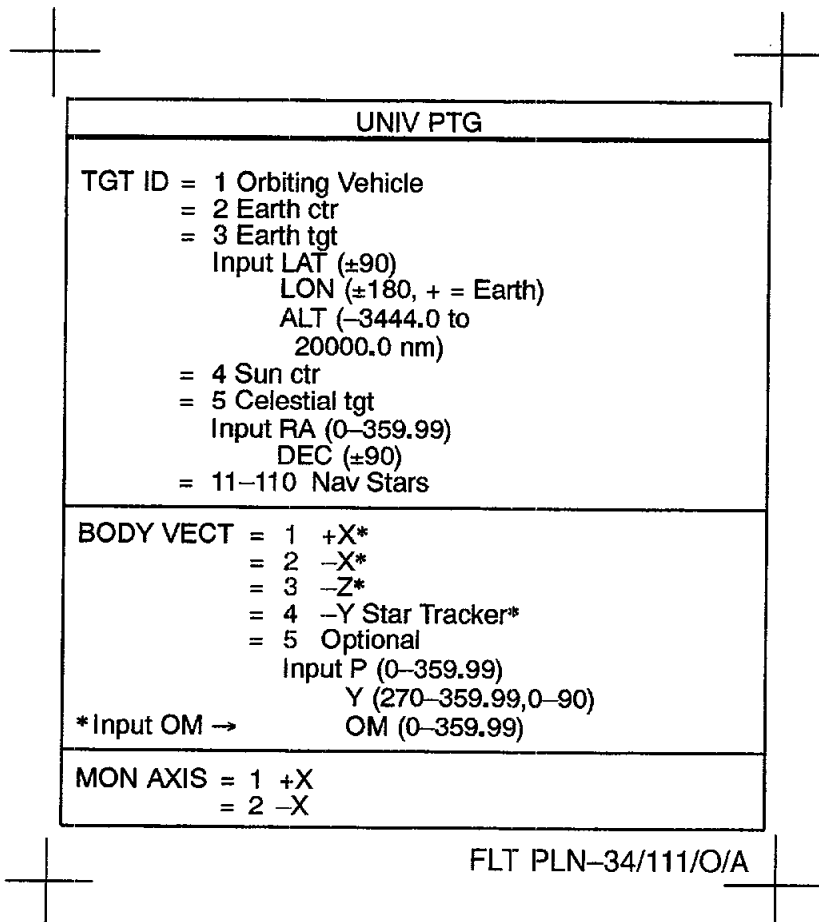 UNIV PTG
TGT ID = 1 Orbiting Vehicle
= 2 Earth ctr
= 3 Earth tgt
Input LAT (±90)
LON (±180, + = Earth)
ALT (–3444.0 to
20000.0 nm)
= 4 Sun ctr
= 5 Celestial tgt
Input RA (0–359.99)
DEC (±90)
= 11–110 Nav Stars
BODY VECT = 1 +X*
= 2 –X*
= 3 –Z*
= 4 –Y Star Tracker*
= 5 Optional
Input P (0–359.99)
Y (270–359.99,0–90)
*Input OM → OM (0–359.99)
MON AXIS = 1 +X
= 2 –X
FLT PLN–34/111/O/A